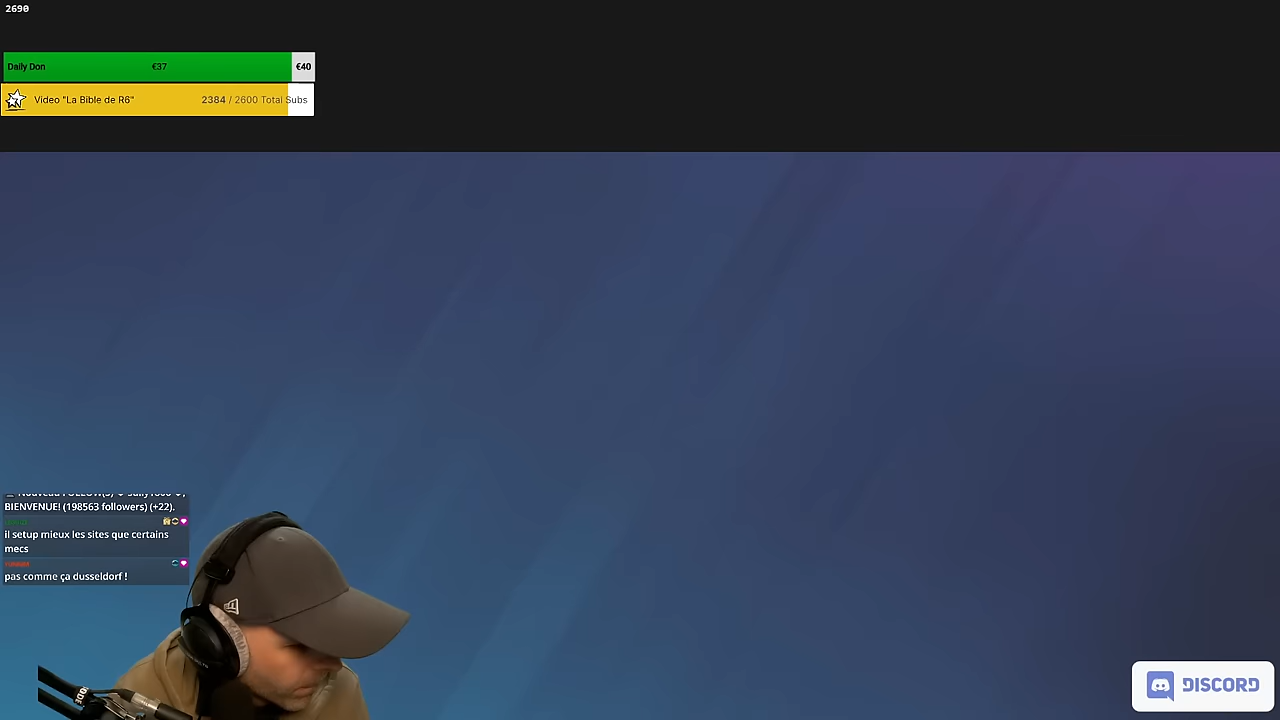 2690
Daily Don €37 €40
Video "La Bible de R6" 2384 / 2600 Total Subs
BIENVENUE! (198563 followers) (+22).
il setup mieux les sites que certains
mecs
pas comme ça dusseldorf !
DISCORD